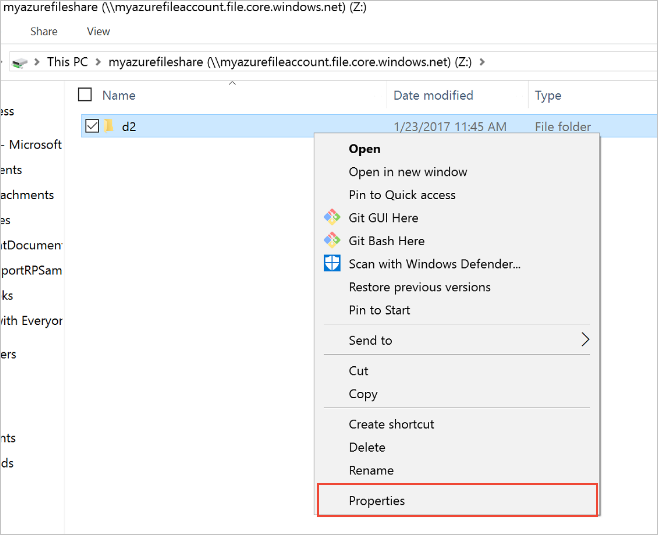 myazurefileshare (\\myazurefileaccount.file.core.windows.net) (Z:)
Share View
This PC myazurefileshare (\\myazurefileaccount.file.core.windows.net) (Z:)
Name Date modified Type
d2 1/23/2017 11:45 AM File folder
ess
- Microsoft
ents
tachments
es
ntDocument
portRPSam
ks
with Everyon
ers
nts
ds
Open
Open in new window
Pin to Quick access
Git GUI Here
Git Bash Here
Scan with Windows Defender...
Restore previous versions
Pin to Start
Send to
Cut
Copy
Create shortcut
Delete
Rename
Properties